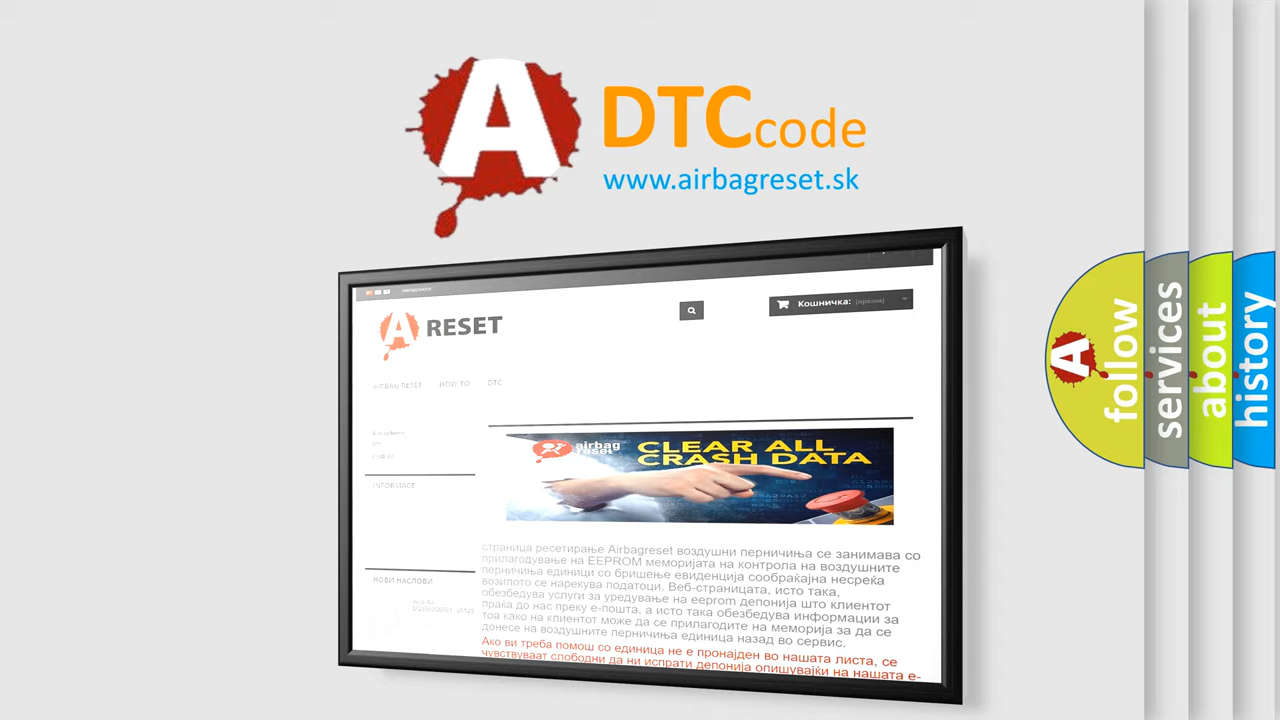 A
DTCcode
www.airbagreset.sk
Кошничка: (празна)
A RESET
AIRBAG RESET HOW TO DTC
airbag
reset
CLEAR ALL
CRASH DATA
INFORMACE
страница ресетирање Airbagreset воздушни перничиња се занимава со
прилагодување на EEPROM меморијата на контрола на воздушните
перничиња единици со бришење евиденција сообраќајна несреќа
возилото се нарекува податоци. Веб-страницата, исто така,
обезбедува услуги за уредување на eeprom депонија што клиентот
праќа до нас преку е-пошта, а исто така обезбедува информации за
тоа како на клиентот може да се прилагодите на меморија за да се
донесе на воздушните перничиња единица назад во сервис.
НОВИ НАСЛОВИ
Ако ви треба помош со единица не е пронајден во нашата листа, се
чувствуваат слободни да ни испрати депонија опишувајќи на нашата е-
A
follow
services
about
history